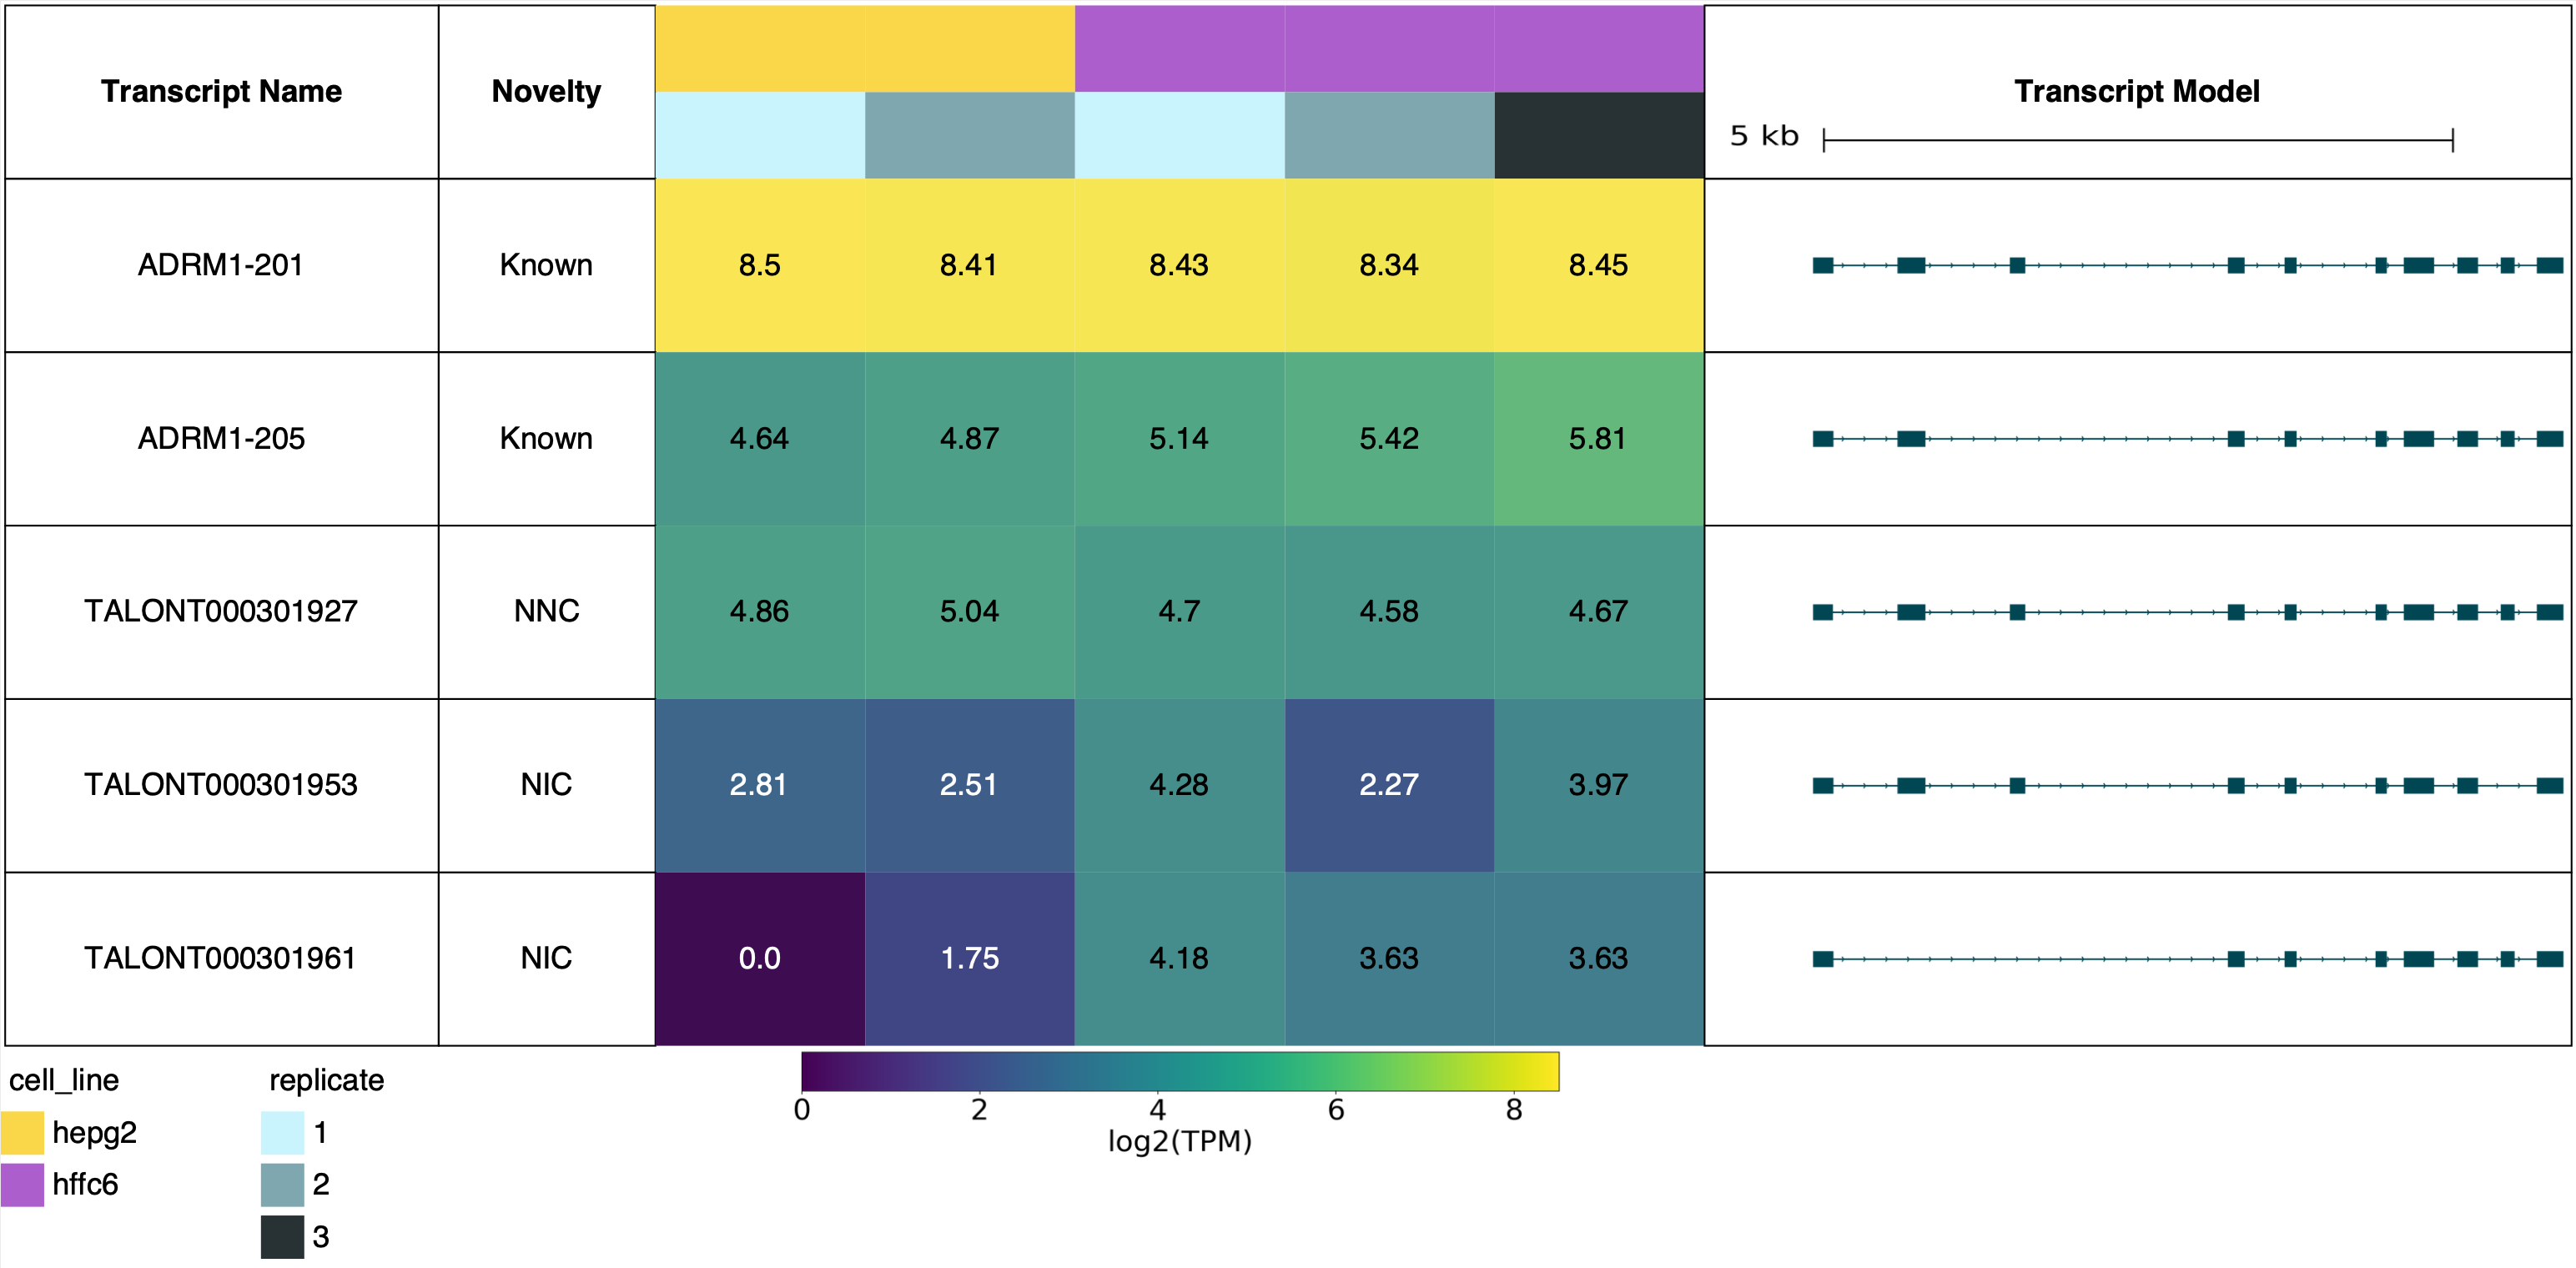 Transcript Name Novelty Transcript Model
5 kb
ADRM1-201 Known 8.5 8.41 8.43 8.34 8.45
ADRM1-205 Known 4.64 4.87 5.14 5.42 5.81
TALONT000301927 NNC 4.86 5.04 4.7 4.58 4.67
TALONT000301953 NIC 2.81 2.51 4.28 2.27 3.97
TALONT000301961 NIC 0.0 1.75 4.18 3.63 3.63
cell_line
hepg2
hffc6
replicate
1
2
3
0 2 4 6 8
log2(TPM)